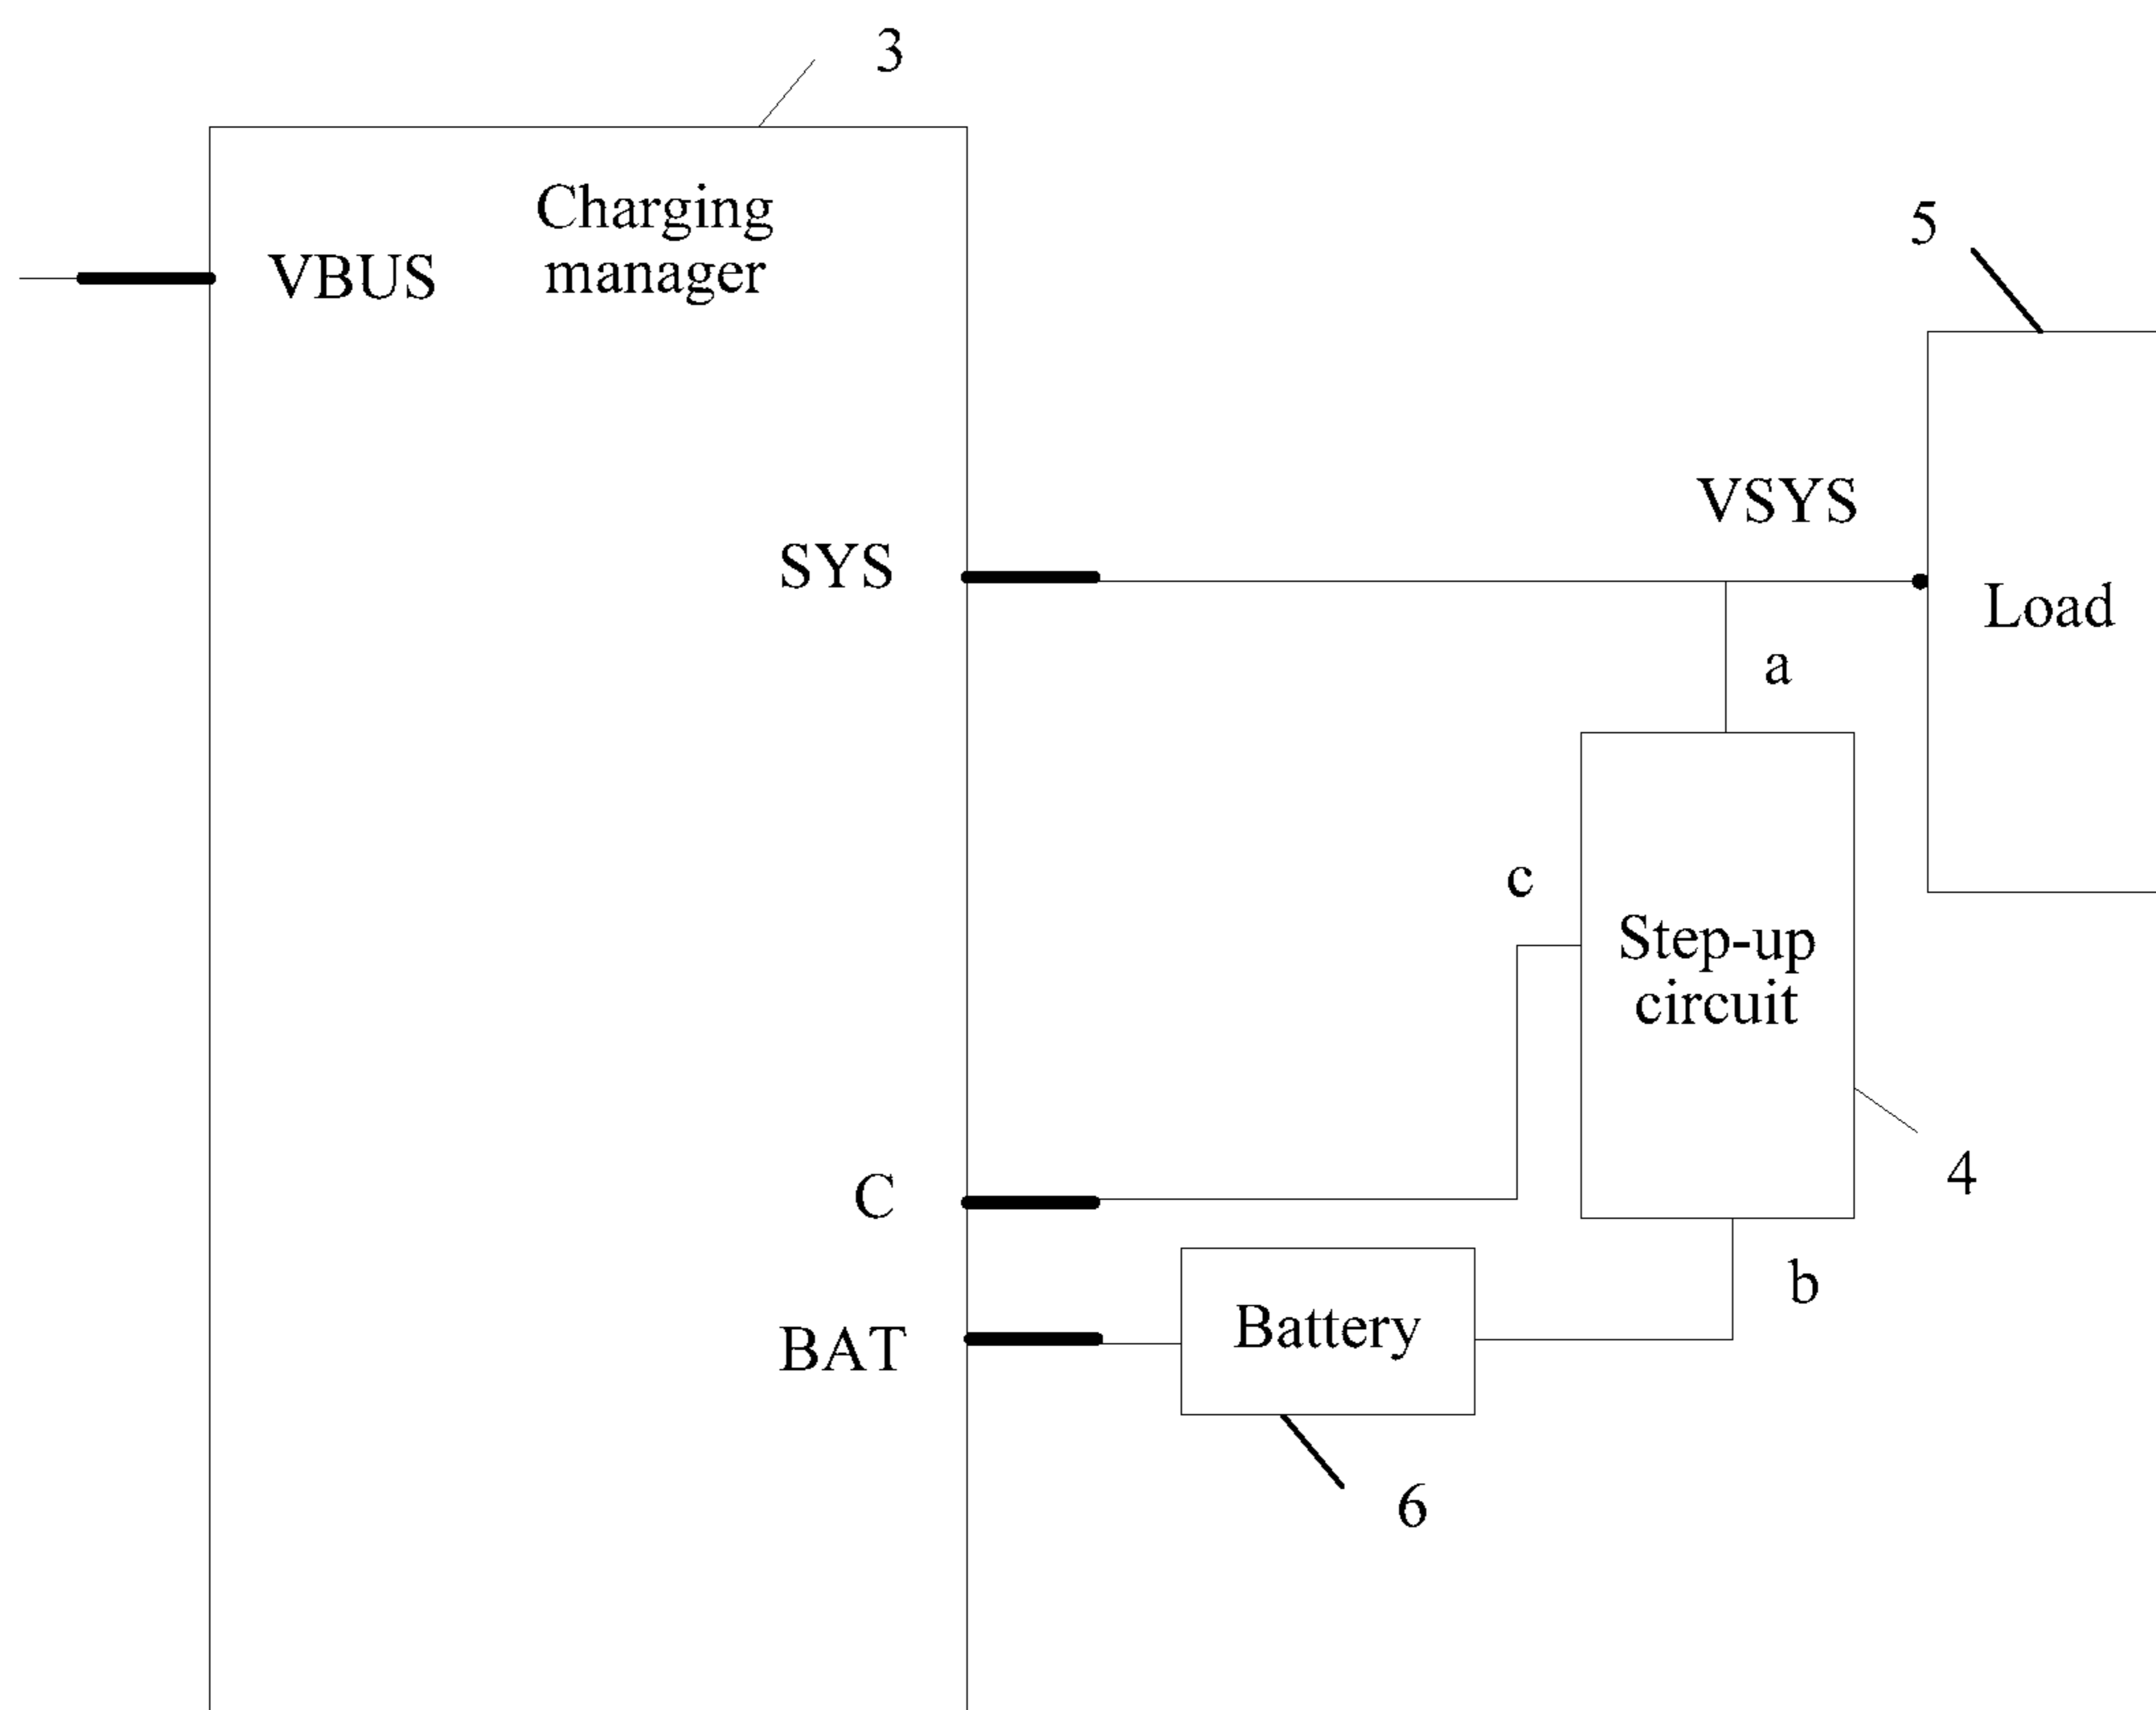 3
Charging
manager
VBUS
5
VSYS
SYS
Load
a
c
Step-up
circuit
4
C
b
Battery
BAT
6